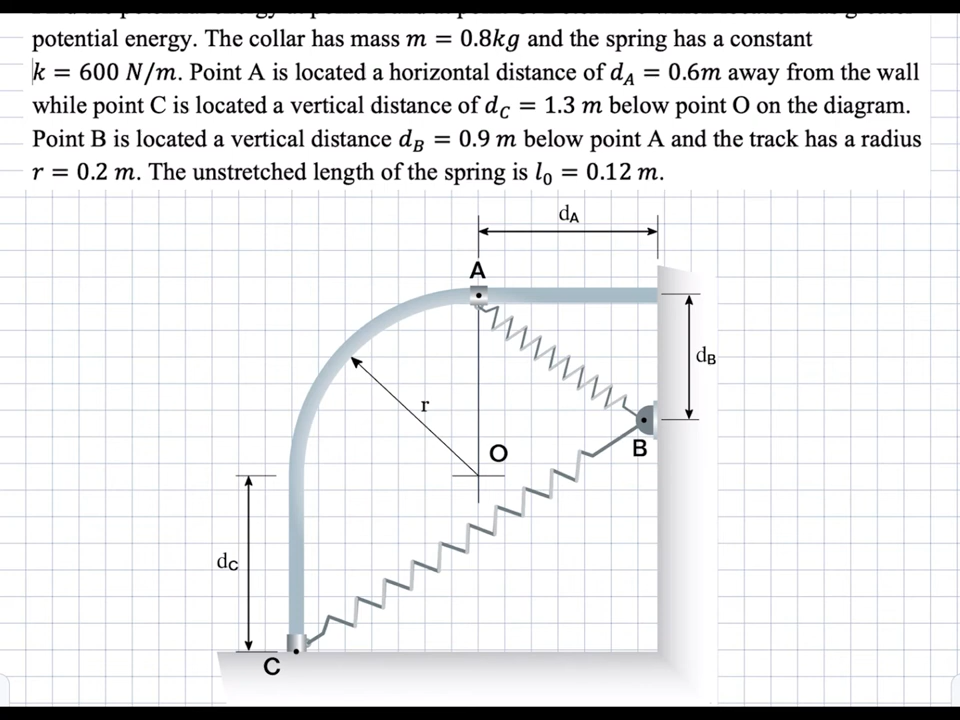 potential energy. The collar has mass m = 0.8kg and the spring has a constant
k = 600 N/m. Point A is located a horizontal distance of d_A = 0.6m away from the wall
while point C is located a vertical distance of d_C = 1.3 m below point O on the diagram.
Point B is located a vertical distance d_B = 0.9 m below point A and the track has a radius
r = 0.2 m. The unstretched length of the spring is l_0 = 0.12 m.
dA
A
dB
r
O
B
dC
C